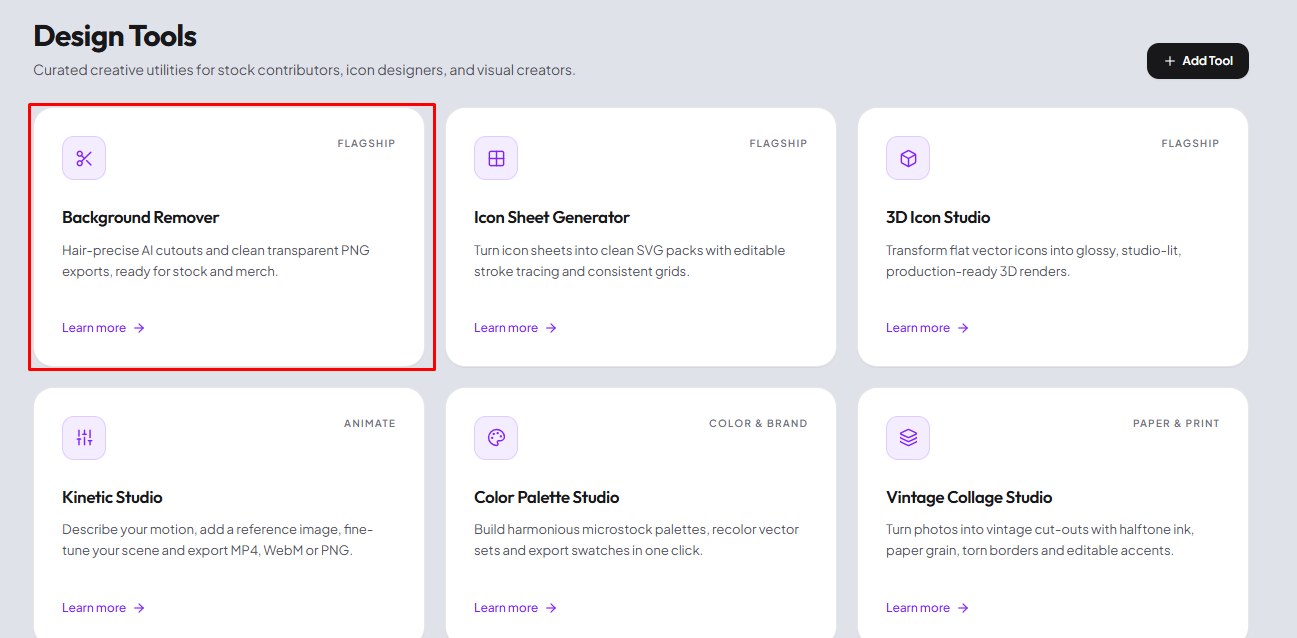 Design Tools
Curated creative utilities for stock contributors, icon designers, and visual creators.
Add Tool
FLAGSHIP
Background Remover
Hair-precise AI cutouts and clean transparent PNG
exports, ready for stock and merch.
Learn more
FLAGSHIP
Icon Sheet Generator
Turn icon sheets into clean SVG packs with editable
stroke tracing and consistent grids.
Learn more
FLAGSHIP
3D Icon Studio
Transform flat vector icons into glossy, studio-lit,
production-ready 3D renders.
Learn more
ANIMATE
Kinetic Studio
Describe your motion, add a reference image, fine-
tune your scene and export MP4, WebM or PNG.
Learn more
COLOR & BRAND
Color Palette Studio
Build harmonious microstock palettes, recolor vector
sets and export swatches in one click.
Learn more
PAPER & PRINT
Vintage Collage Studio
Turn photos into vintage cut-outs with halftone ink,
paper grain, torn borders and editable accents.
Learn more